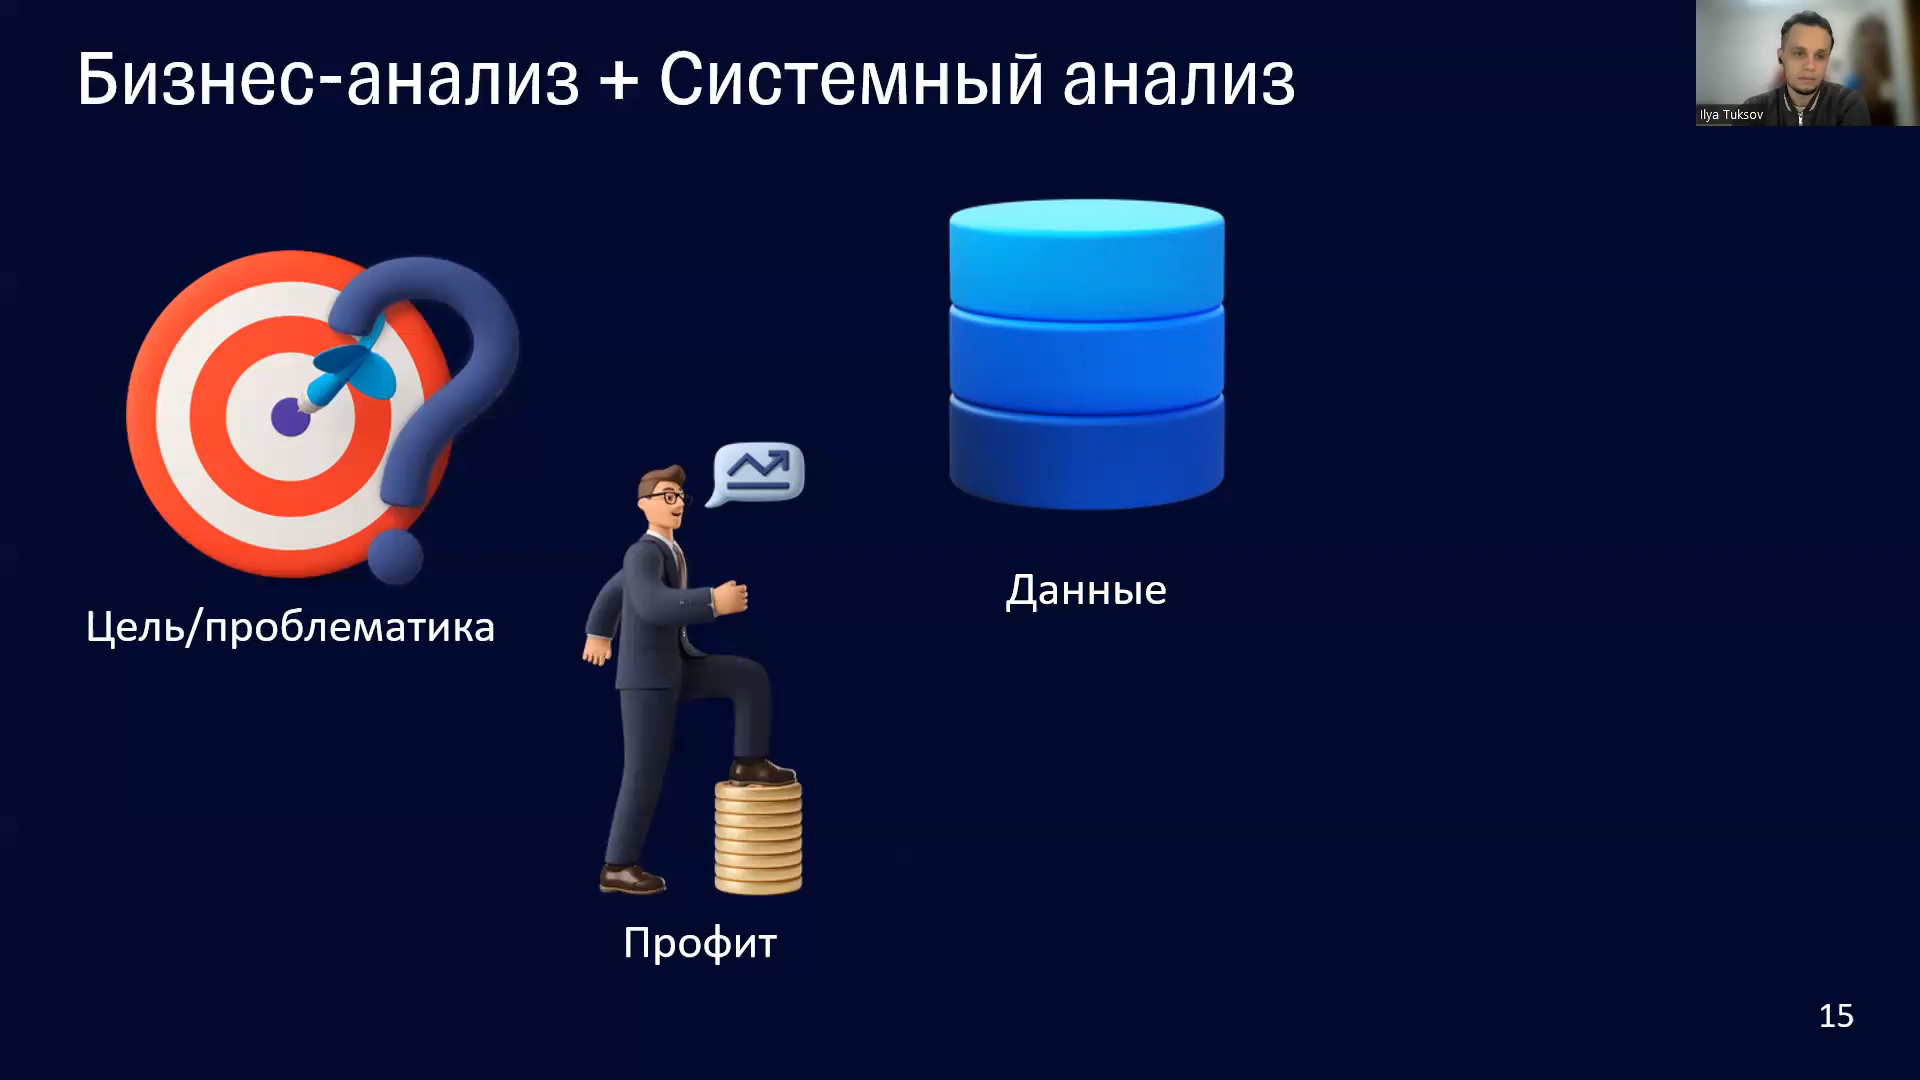 Бизнес-анализ + Системный анализ
Ilya Tuksov
Данные
Цель/проблематика
Профит
15